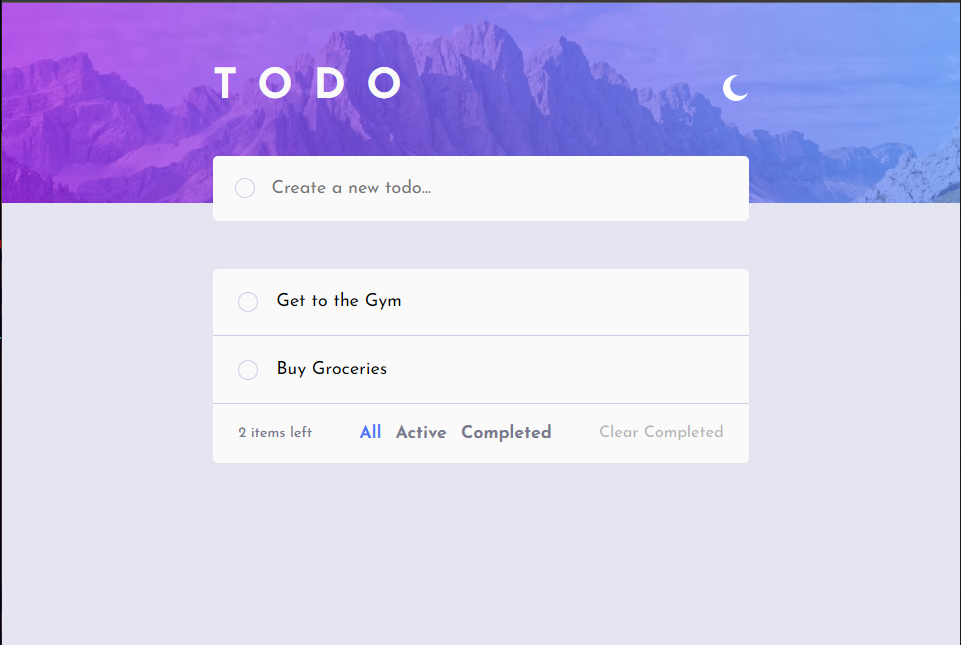 TODO
Create a new todo...
Get to the Gym
Buy Groceries
2 items left All Active Completed Clear Completed